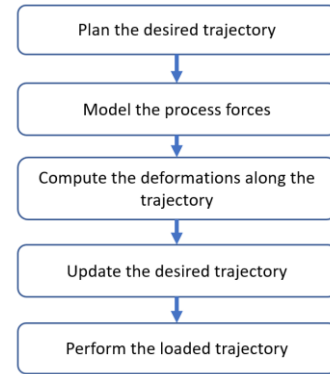 Plan the desired trajectory
Model the process forces
Compute the deformations along the
trajectory
Update the desired trajectory
Perform the loaded trajectory